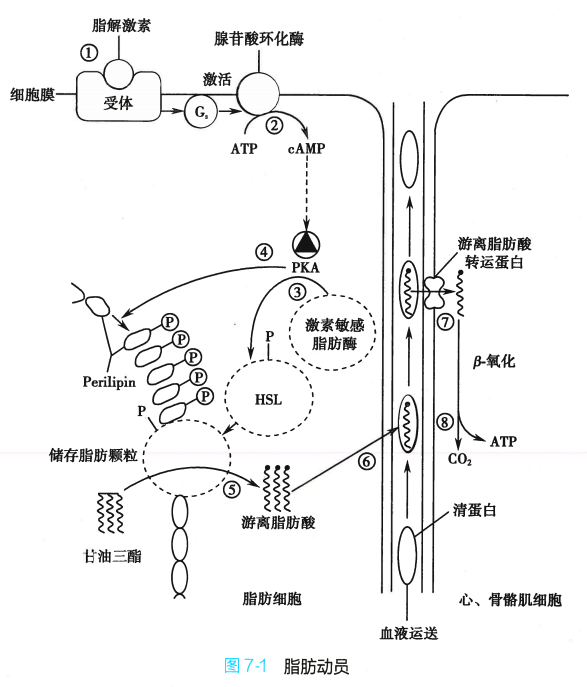 脂解激素
①
腺苷酸环化酶
激活
细胞膜
受体
Gs
②
ATP
cAMP
④
PKA
③
游离脂肪酸
转运蛋白
激素敏感
脂肪酶
⑦
P
P
P
P
P
P
Perilipin
β-氧化
P
HSL
⑧
ATP
CO₂
储存脂肪颗粒
⑤
⑥
游离脂肪酸
清蛋白
甘油三酯
脂肪细胞
心、骨骼肌细胞
血液运送
图 7-1 脂肪动员